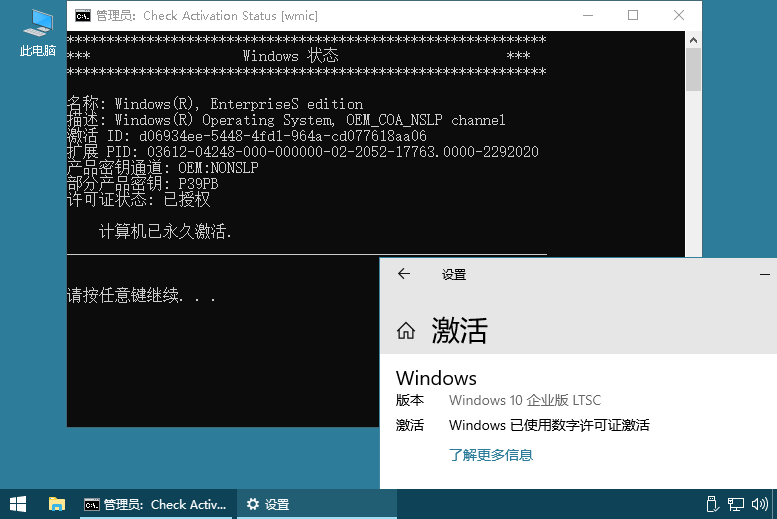 此电脑
管理员: Check Activation Status [wmic]
************************************************************
*** Windows 状态 ***
************************************************************
名称: Windows(R), EnterpriseS edition
描述: Windows(R) Operating System, OEM_COA_NSLP channel
激活 ID: d06934ee-5448-4fd1-964a-cd077618aa06
扩展 PID: 03612-04248-000-000000-02-2052-17763.0000-2292020
产品密钥通道: OEM:NONSLP
部分产品密钥: P39PB
许可证状态: 已授权
计算机已永久激活.
____________________________________________________________
请按任意键继续. . .
设置
激活
Windows
版本 Windows 10 企业版 LTSC
激活 Windows 已使用数字许可证激活
了解更多信息
管理员: Check Activ... 设置